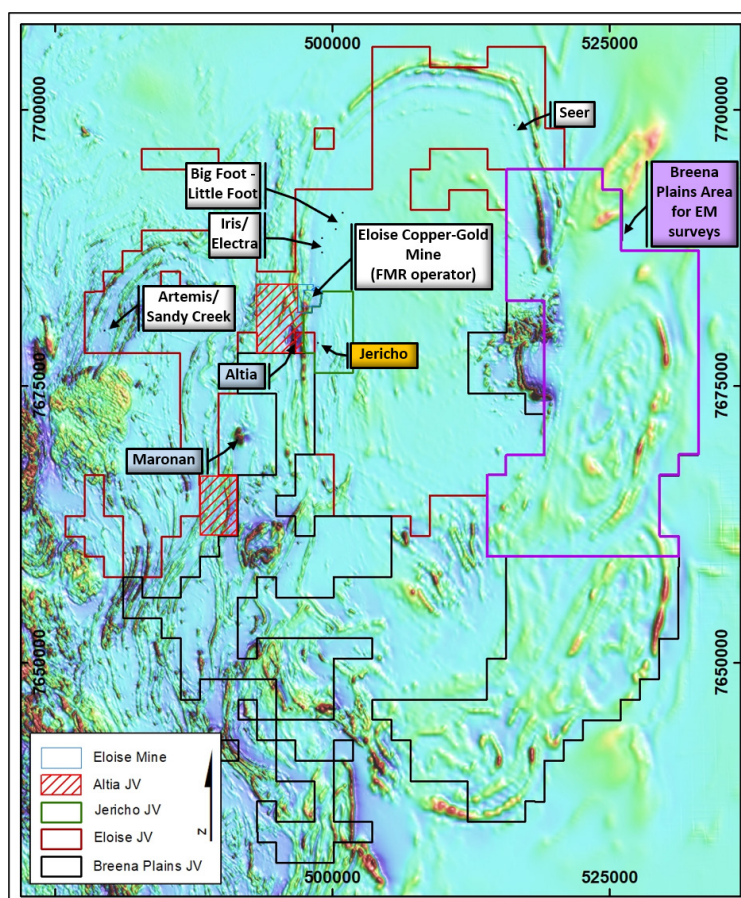 500000
525000
7700000
7700000
Seer
Big Foot -
Little Foot
Breena
Plains Area
for EM
surveys
Iris/
Electra
Eloise Copper-Gold
Mine
(FMR operator)
Artemis/
Sandy Creek
Jericho
Altia
7675000
7675000
Maronan
7650000
7650000
Eloise Mine
Altia JV
Jericho JV
Eloise JV
Breena Plains JV
N
500000
525000